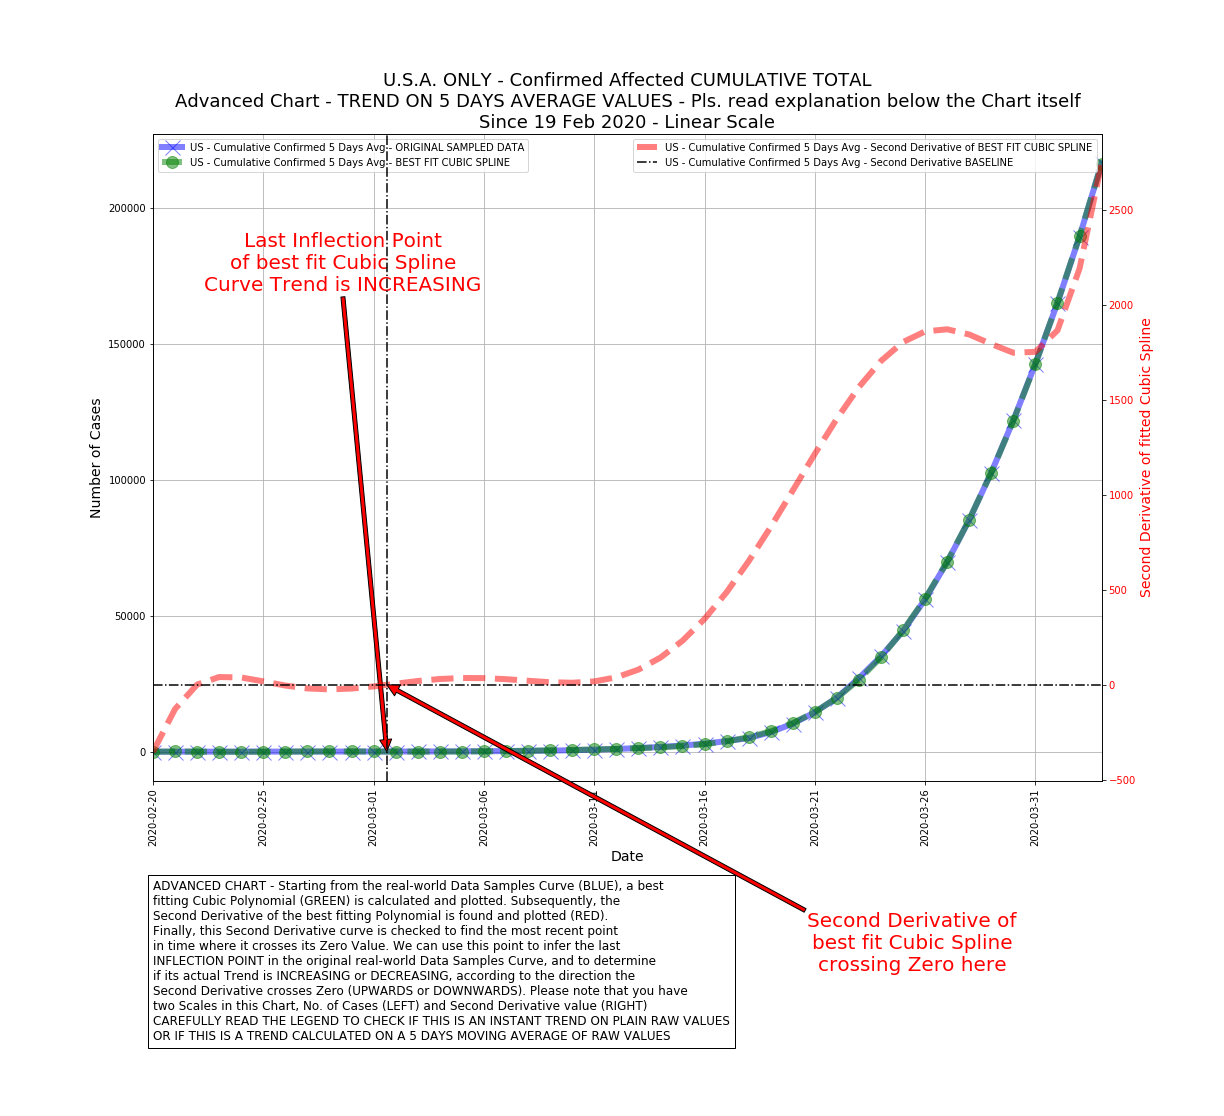 U.S.A. ONLY - Confirmed Affected CUMULATIVE TOTAL
Advanced Chart - TREND ON 5 DAYS AVERAGE VALUES - Pls. read explanation below the Chart itself
Since 19 Feb 2020 - Linear Scale
US - Cumulative Confirmed 5 Days Avg - ORIGINAL SAMPLED DATA
US - Cumulative Confirmed 5 Days Avg - BEST FIT CUBIC SPLINE
US - Cumulative Confirmed 5 Days Avg - Second Derivative of BEST FIT CUBIC SPLINE
US - Cumulative Confirmed 5 Days Avg - Second Derivative BASELINE
Last Inflection Point
of best fit Cubic Spline
Curve Trend is INCREASING
Number of Cases
200000
150000
100000
50000
0
2500
2000
1500
1000
500
0
−500
Second Derivative of fitted Cubic Spline
2020-02-20
2020-02-25
2020-03-01
2020-03-06
2020-03-11
2020-03-16
2020-03-21
2020-03-26
2020-03-31
Date
ADVANCED CHART - Starting from the real-world Data Samples Curve (BLUE), a best
fitting Cubic Polynomial (GREEN) is calculated and plotted. Subsequently, the
Second Derivative of the best fitting Polynomial is found and plotted (RED).
Finally, this Second Derivative curve is checked to find the most recent point
in time where it crosses its Zero Value. We can use this point to infer the last
INFLECTION POINT in the original real-world Data Samples Curve, and to determine
if its actual Trend is INCREASING or DECREASING, according to the direction the
Second Derivative crosses Zero (UPWARDS or DOWNWARDS). Please note that you have
two Scales in this Chart, No. of Cases (LEFT) and Second Derivative value (RIGHT)
CAREFULLY READ THE LEGEND TO CHECK IF THIS IS AN INSTANT TREND ON PLAIN RAW VALUES
OR IF THIS IS A TREND CALCULATED ON A 5 DAYS MOVING AVERAGE OF RAW VALUES
Second Derivative of
best fit Cubic Spline
crossing Zero here